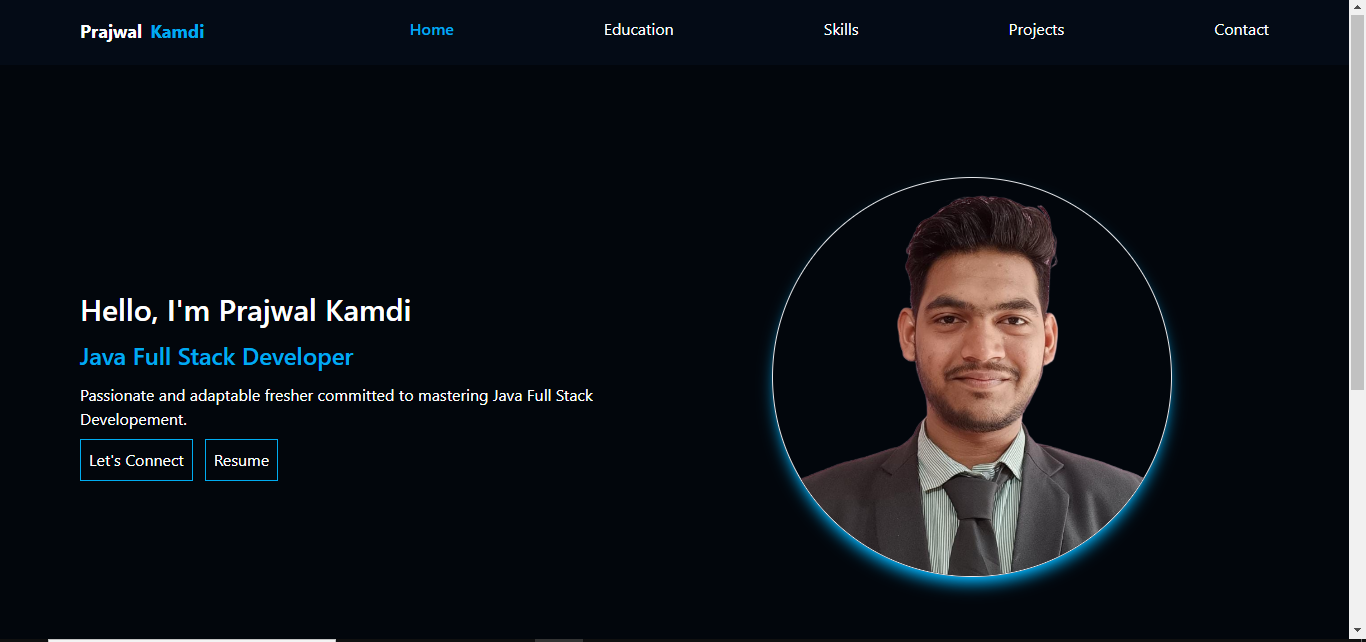 Prajwal Kamdi Home Education Skills Projects Contact
Hello, I'm Prajwal Kamdi
Java Full Stack Developer
Passionate and adaptable fresher committed to mastering Java Full Stack
Developement.
Let's Connect Resume